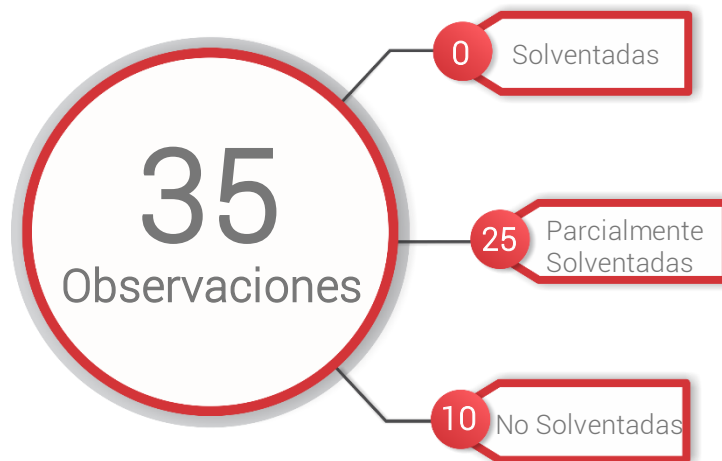 35
Observaciones
0
Solventadas
25
Parcialmente
Solventadas
10
No Solventadas